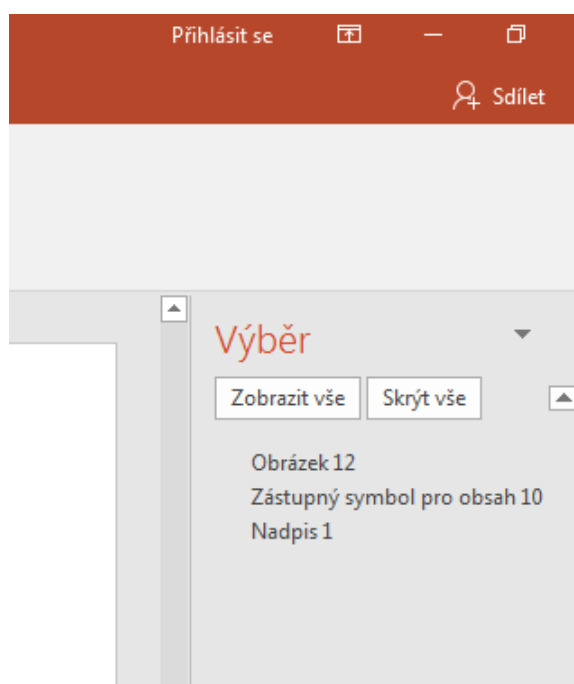 Přihlásit se
Sdílet
Výběr
Zobrazit vše Skrýt vše
Obrázek 12
Zástupný symbol pro obsah 10
Nadpis 1